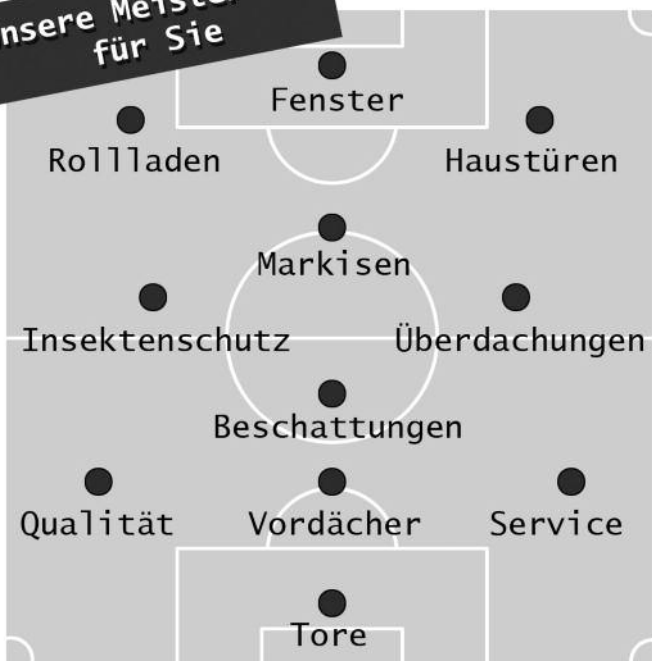 für Sie
Fenster
Rollladen Haustüren
Markisen
Insektenschutz Überdachungen
Beschattungen
Qualität Vordächer Service
Tore